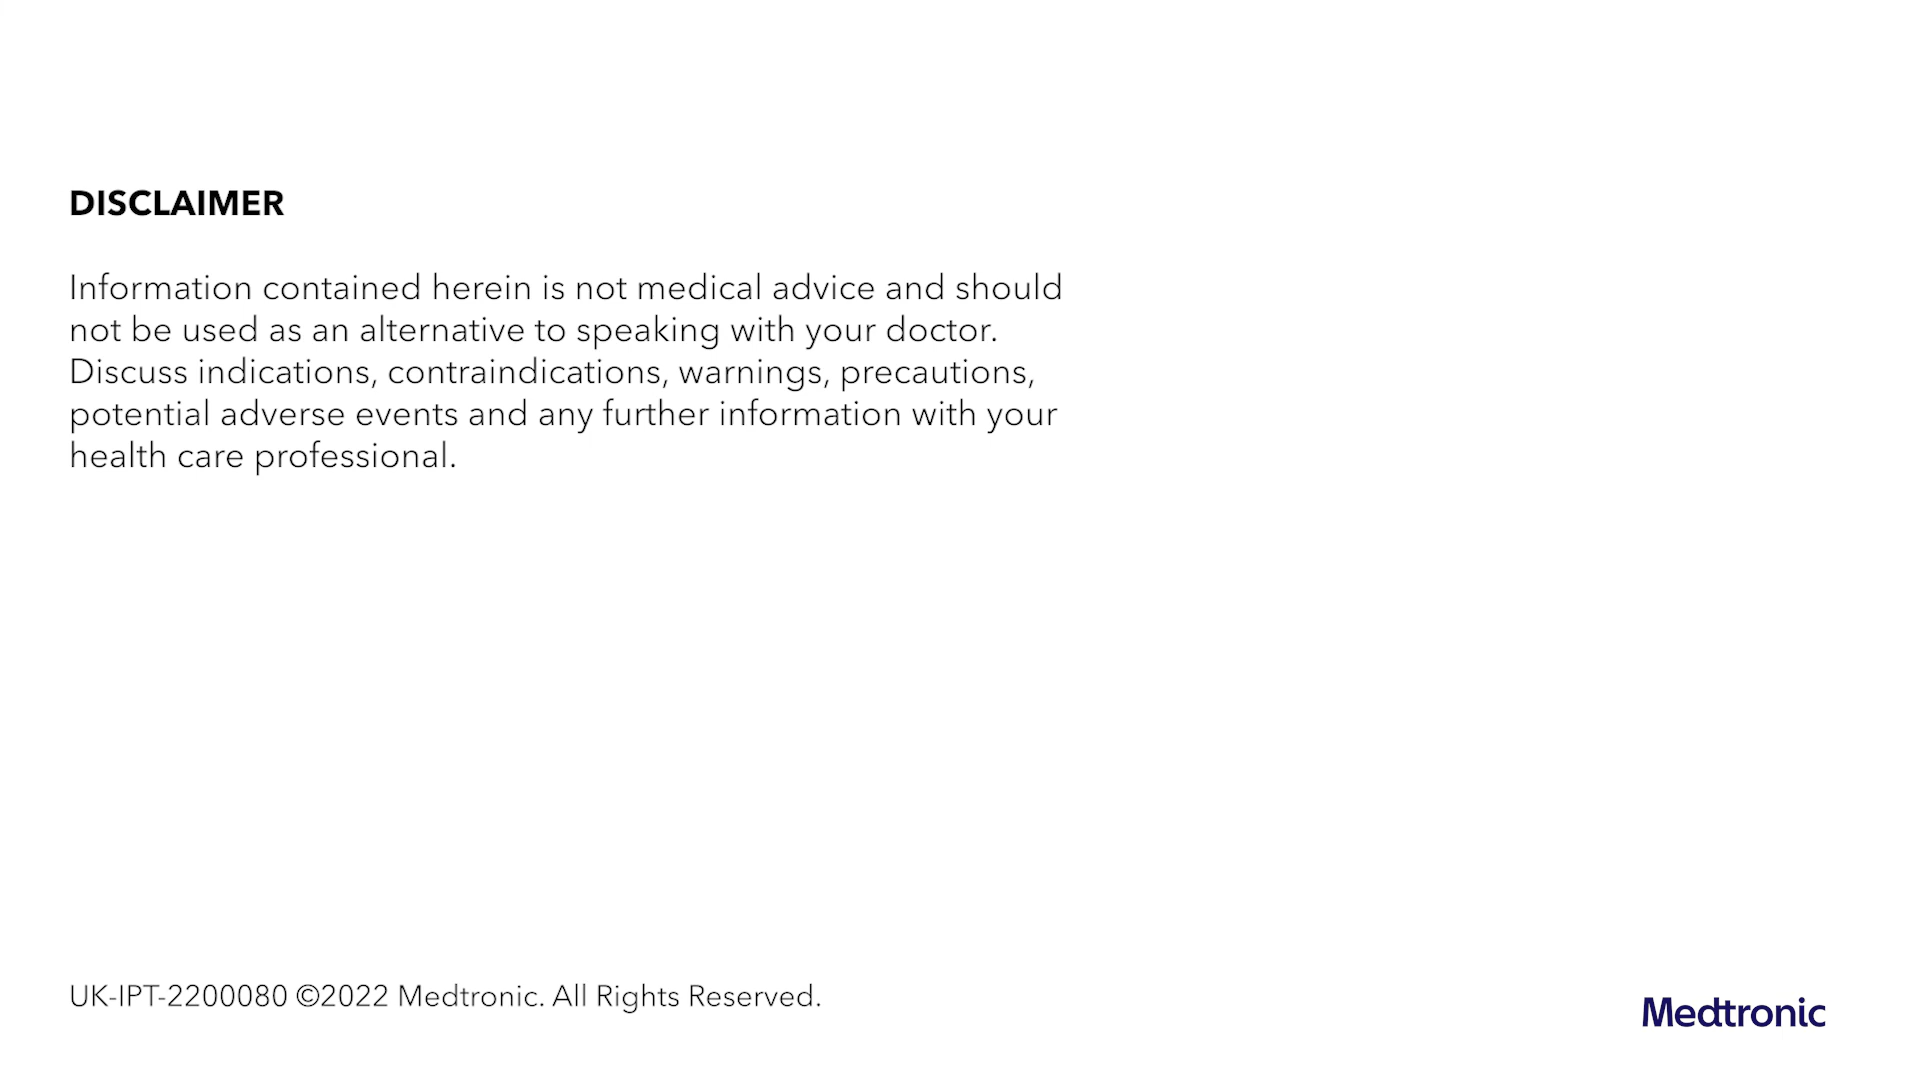 DISCLAIMER
Information contained herein is not medical advice and should
not be used as an alternative to speaking with your doctor.
Discuss indications, contraindications, warnings, precautions,
potential adverse events and any further information with your
health care professional.
UK-IPT-2200080 ©2022 Medtronic. All Rights Reserved.
Medtronic